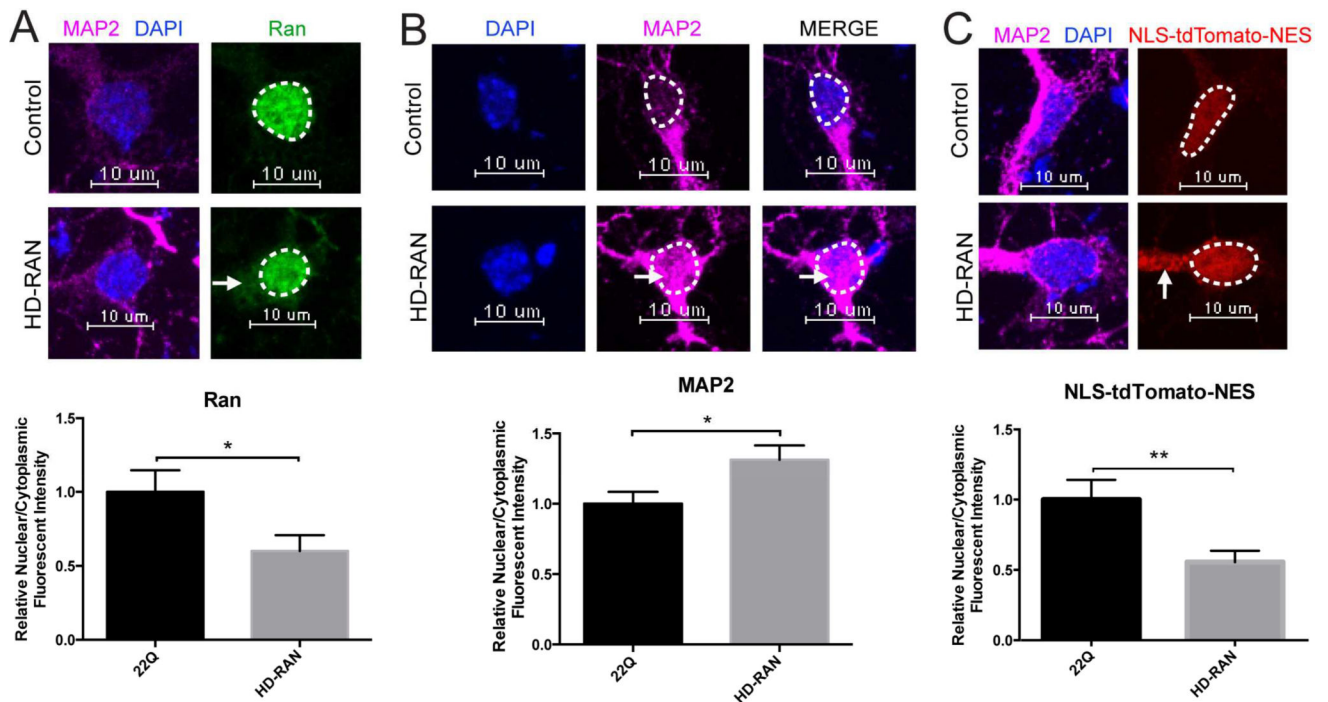 A
MAP2 DAPI
Ran
Control
10 um
10 um
HD-RAN
10 um
10 um
Ran
Relative Nuclear/Cytoplasmic
Fluorescent Intensity
1.5
1.0
0.5
0.0
*
22Q
HD-RAN
B
DAPI
MAP2
MERGE
Control
10 um
10 um
10 um
HD-RAN
10 um
10 um
10 um
MAP2
Relative Nuclear/Cytoplasmic
Fluorescent Intensity
1.5
1.0
0.5
0.0
*
22Q
HD-RAN
C
MAP2 DAPI
NLS-tdTomato-NES
Control
10 um
10 um
HD-RAN
10 um
10 um
NLS-tdTomato-NES
Relative Nuclear/Cytoplasmic
Fluorescent Intensity
1.5
1.0
0.5
0.0
**
22Q
HD-RAN